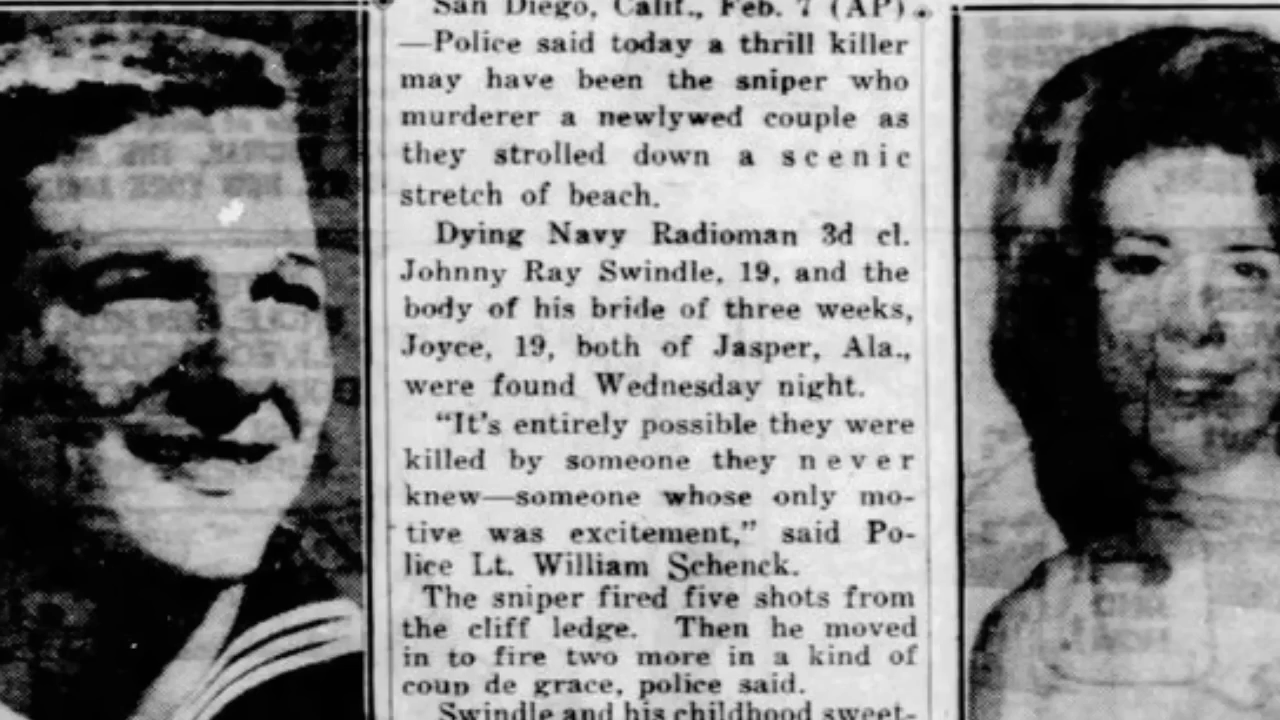 San Diego, Calif., Feb. 7 (AP).
—Police said today a thrill killer
may have been the sniper who
murderer a newlywed couple as
they strolled down a scenic
stretch of beach.
Dying Navy Radioman 3d cl.
Johnny Ray Swindle, 19, and the
body of his bride of three weeks,
Joyce, 19, both of Jasper, Ala.,
were found Wednesday night.
"It's entirely possible they were
killed by someone they never
knew—someone whose only mo-
tive was excitement," said Po-
lice Lt. William Schenck.
The sniper fired five shots from
the cliff ledge. Then he moved
in to fire two more in a kind of
coup de grace, police said.
Swindle and his childhood sweet-